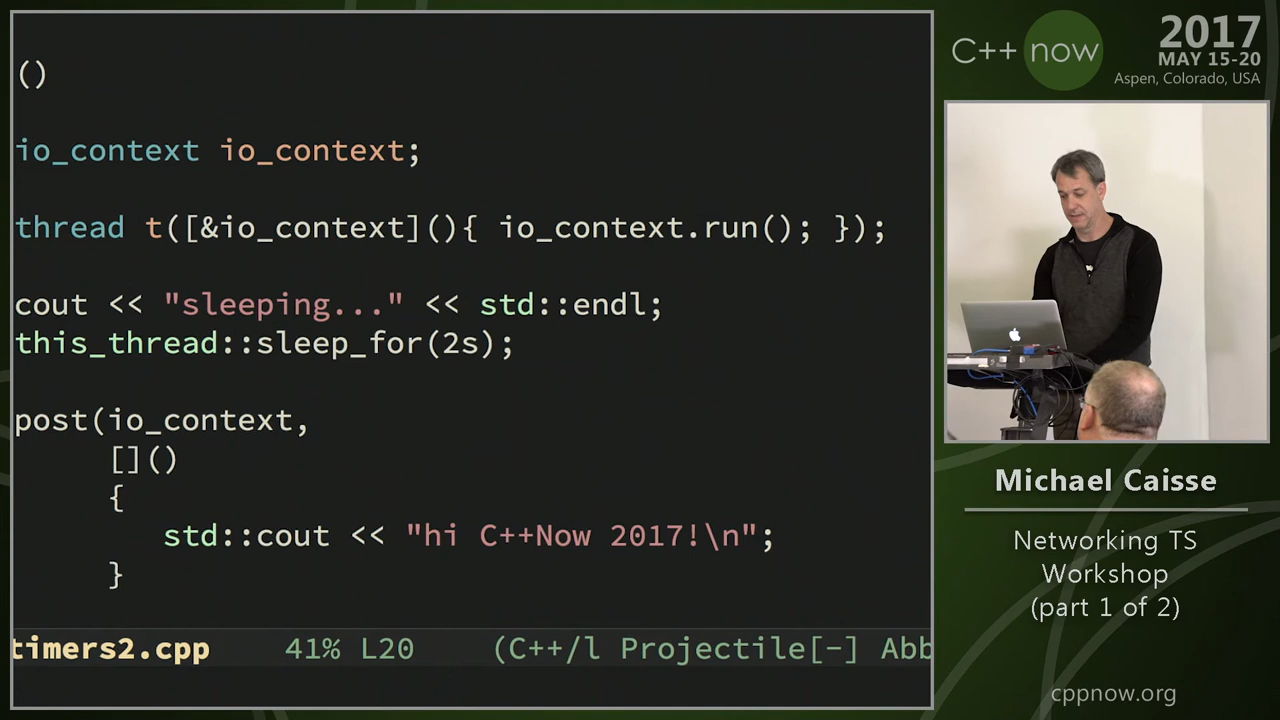 ()
io_context io_context;
thread t([&io_context](){ io_context.run(); });
cout << "sleeping..." << std::endl;
this_thread::sleep_for(2s);
post(io_context,
[]()
{
std::cout << "hi C++Now 2017!\n";
}
timers2.cpp 41% L20 (C++/l Projectile[-] Abb
C++ now
2017
MAY 15-20
Aspen, Colorado, USA
Michael Caisse
Networking TS
Workshop
(part 1 of 2)
cppnow.org